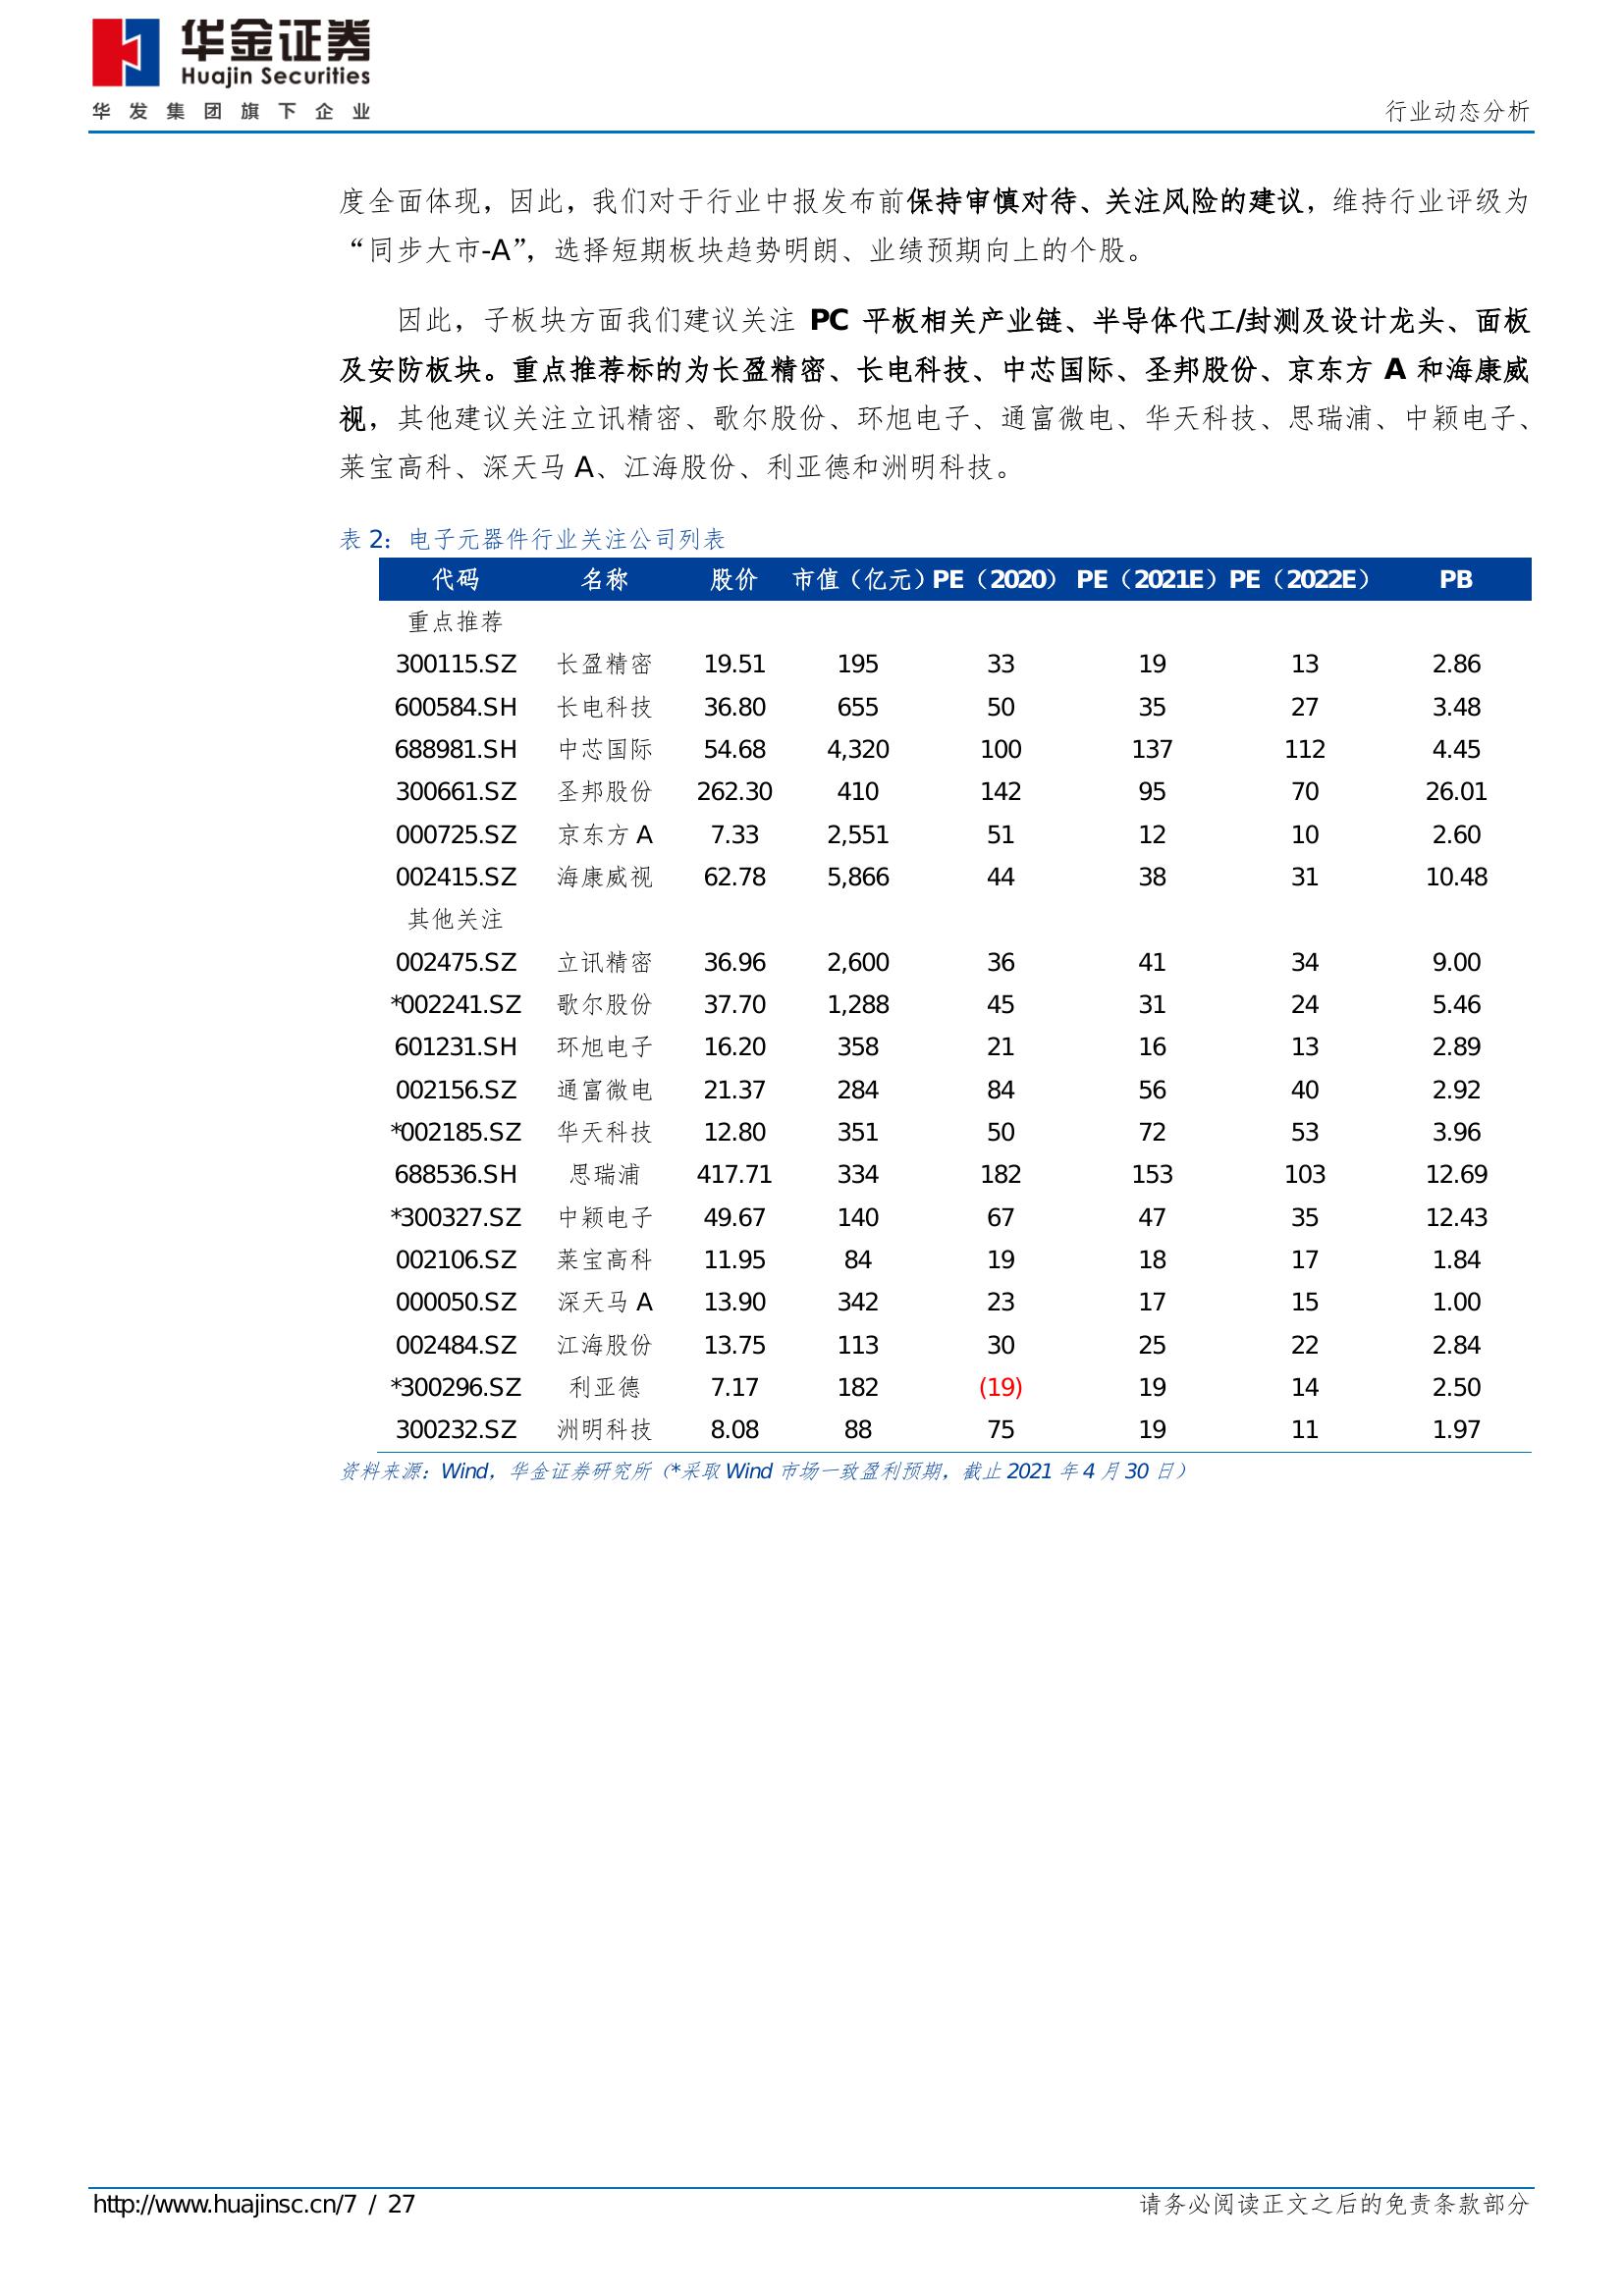 华金证券
Huajin Securities
华发集团旗下企业
行业动态分析
度全面体现，因此，我们对于行业中报发布前保持审慎对待、关注风险的建议，维持行业评级为
“同步大市-A”，选择短期板块趋势明朗、业绩预期向上的个股。
因此，子板块方面我们建议关注 PC 平板相关产业链、半导体代工/封测及设计龙头、面板
及安防板块。重点推荐标的为长盈精密、长电科技、中芯国际、圣邦股份、京东方 A 和海康威
视，其他建议关注立讯精密、歌尔股份、环旭电子、通富微电、华天科技、思瑞浦、中颖电子、
莱宝高科、深天马 A、江海股份、利亚德和洲明科技。
表 2：电子元器件行业关注公司列表
代码 名称 股价 市值（亿元） PE（2020） PE（2021E） PE（2022E） PB
重点推荐
300115.SZ 长盈精密 19.51 195 33 19 13 2.86
600584.SH 长电科技 36.80 655 50 35 27 3.48
688981.SH 中芯国际 54.68 4,320 100 137 112 4.45
300661.SZ 圣邦股份 262.30 410 142 95 70 26.01
000725.SZ 京东方 A 7.33 2,551 51 12 10 2.60
002415.SZ 海康威视 62.78 5,866 44 38 31 10.48
其他关注
002475.SZ 立讯精密 36.96 2,600 36 41 34 9.00
*002241.SZ 歌尔股份 37.70 1,288 45 31 24 5.46
601231.SH 环旭电子 16.20 358 21 16 13 2.89
002156.SZ 通富微电 21.37 284 84 56 40 2.92
*002185.SZ 华天科技 12.80 351 50 72 53 3.96
688536.SH 思瑞浦 417.71 334 182 153 103 12.69
*300327.SZ 中颖电子 49.67 140 67 47 35 12.43
002106.SZ 莱宝高科 11.95 84 19 18 17 1.84
000050.SZ 深天马 A 13.90 342 23 17 15 1.00
002484.SZ 江海股份 13.75 113 30 25 22 2.84
*300296.SZ 利亚德 7.17 182 (19) 19 14 2.50
300232.SZ 洲明科技 8.08 88 75 19 11 1.97
资料来源：Wind，华金证券研究所（*采取 Wind 市场一致盈利预期，截止 2021 年 4 月 30 日）
http://www.huajinsc.cn/7 / 27
请务必阅读正文之后的免责条款部分